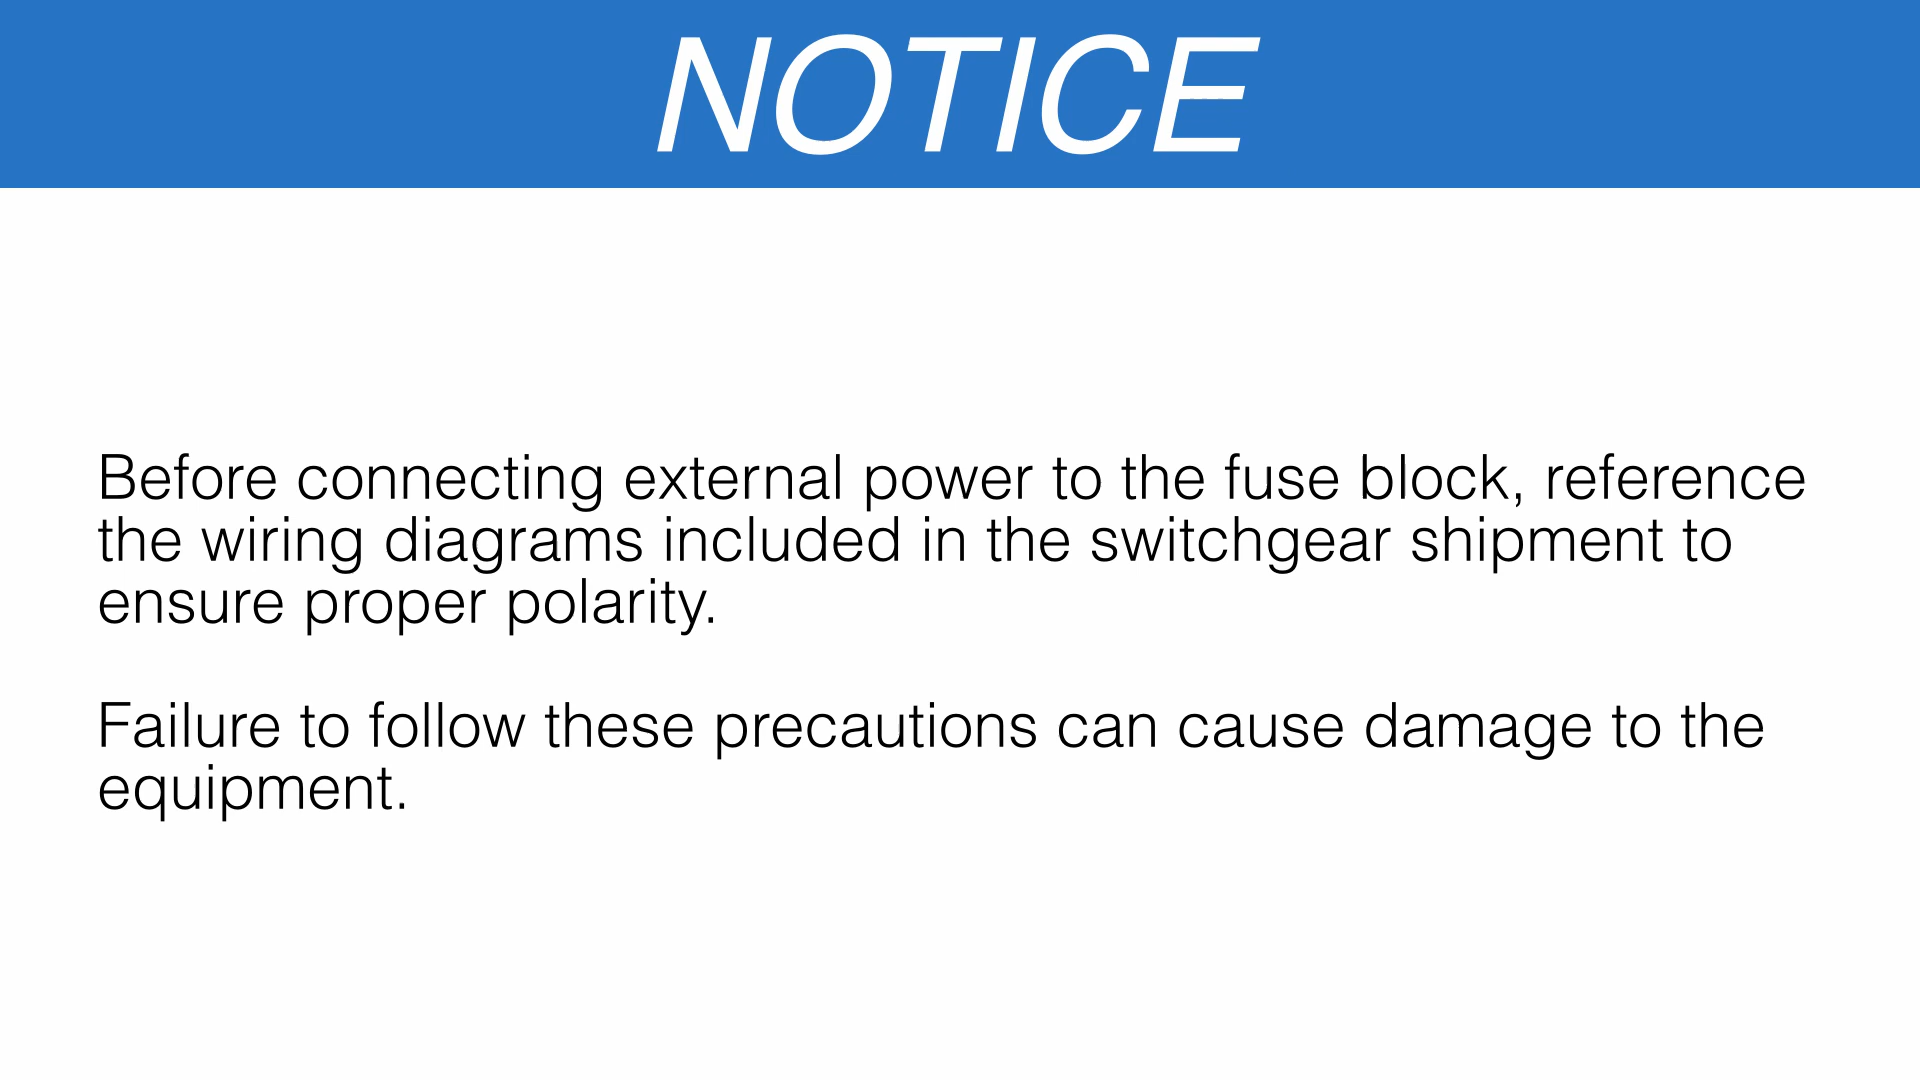 NOTICE
Before connecting external power to the fuse block, reference
the wiring diagrams included in the switchgear shipment to
ensure proper polarity.
Failure to follow these precautions can cause damage to the
equipment.